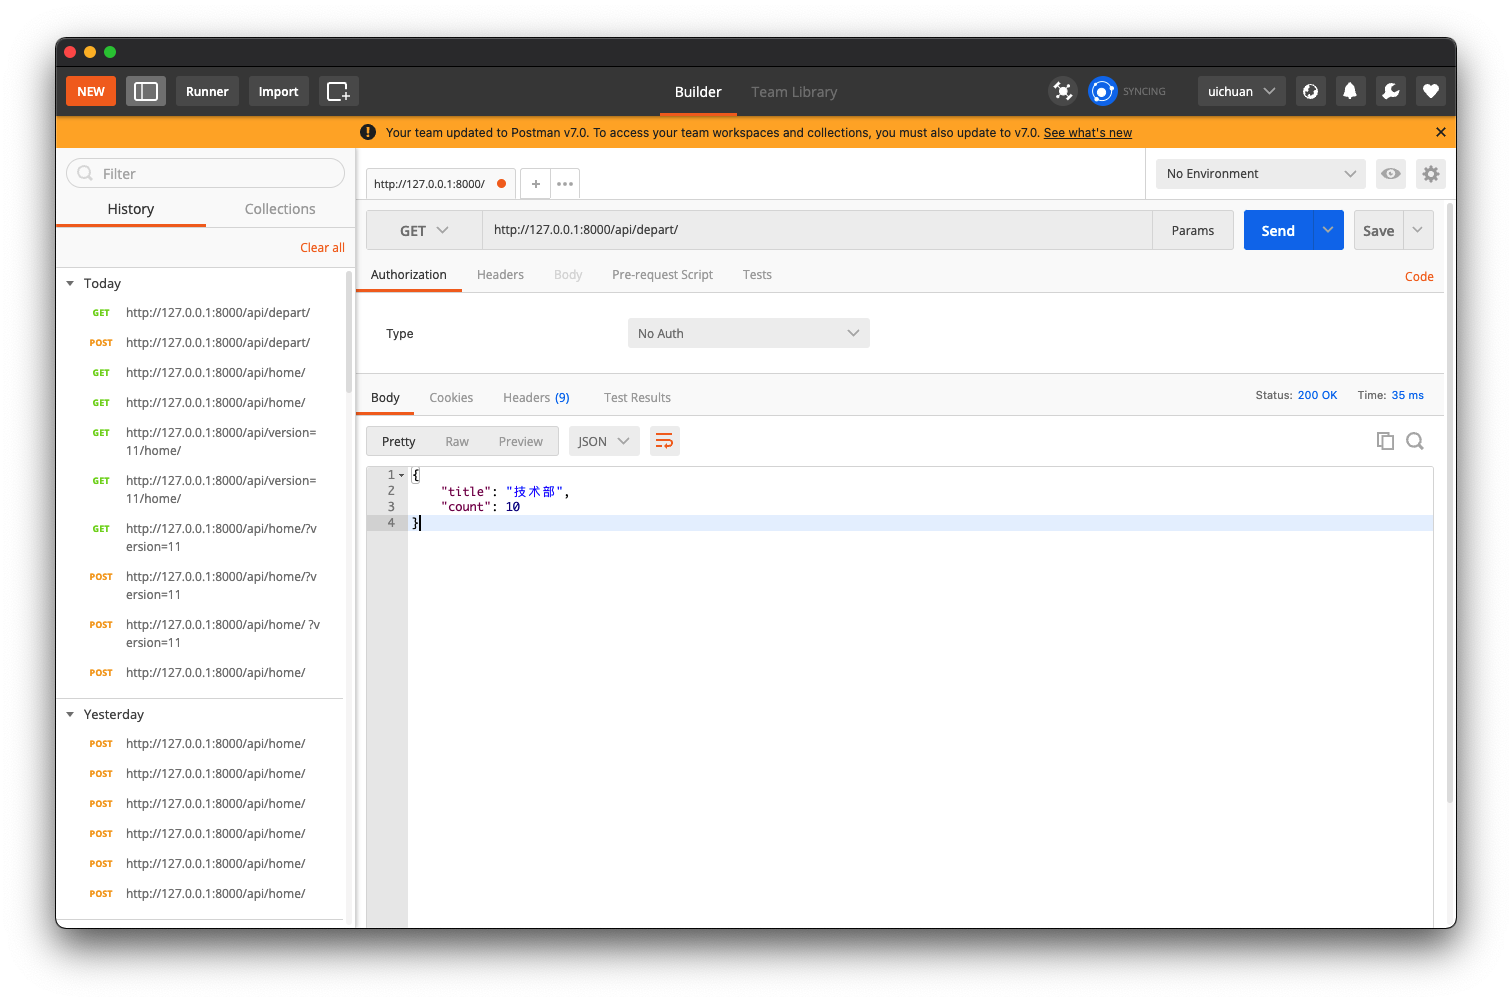 NEW
Runner
Import
Builder
Team Library
SYNCING
uichuan
Your team updated to Postman v7.0. To access your team workspaces and collections, you must also update to v7.0. See what's new
Filter
History
Collections
Clear all
Today
GET http://127.0.0.1:8000/api/depart/
POST http://127.0.0.1:8000/api/depart/
GET http://127.0.0.1:8000/api/home/
GET http://127.0.0.1:8000/api/home/
GET http://127.0.0.1:8000/api/version=
11/home/
GET http://127.0.0.1:8000/api/version=
11/home/
GET http://127.0.0.1:8000/api/home/?v
ersion=11
POST http://127.0.0.1:8000/api/home/?v
ersion=11
POST http://127.0.0.1:8000/api/home/ ?v
ersion=11
POST http://127.0.0.1:8000/api/home/
Yesterday
POST http://127.0.0.1:8000/api/home/
POST http://127.0.0.1:8000/api/home/
POST http://127.0.0.1:8000/api/home/
POST http://127.0.0.1:8000/api/home/
POST http://127.0.0.1:8000/api/home/
POST http://127.0.0.1:8000/api/home/
http://127.0.0.1:8000/
No Environment
GET
http://127.0.0.1:8000/api/depart/
Params
Send
Save
Authorization
Headers
Body
Pre-request Script
Tests
Code
Type
No Auth
Body
Cookies
Headers (9)
Test Results
Status: 200 OK
Time: 35 ms
Pretty
Raw
Preview
JSON
1 {
2 "title": "技术部",
3 "count": 10
4 }